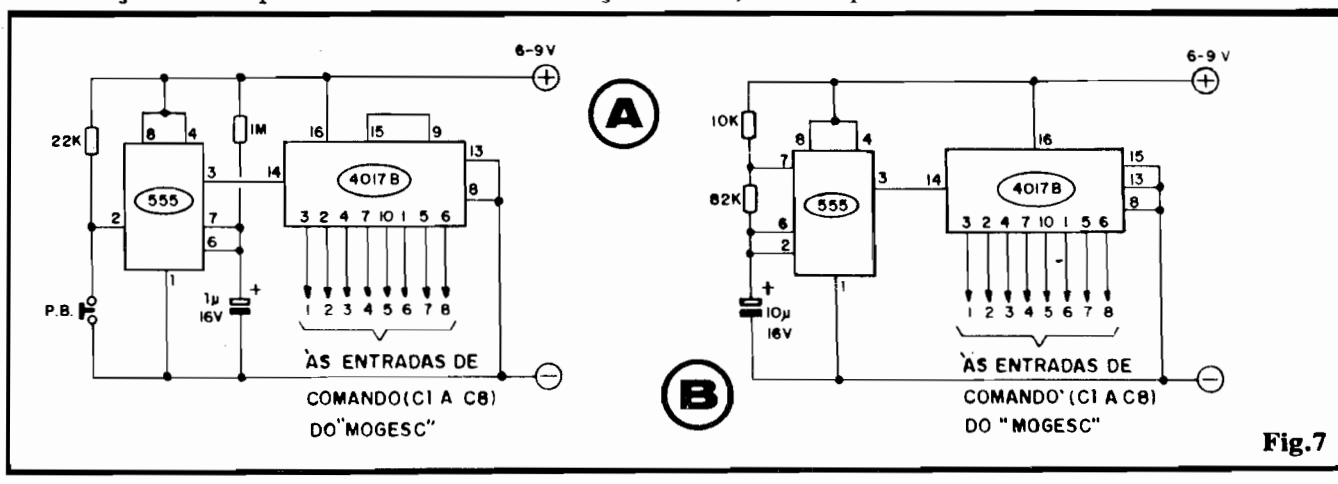 6-9 V
A
22K
8 4
1M
16
15 9
13
8
555
3
14
4017B
2
7
6
1
3 2 4 7 10 1 5 6
P.B.
1µ
16V
+
1 2 3 4 5 6 7 8
ÀS ENTRADAS DE
COMANDO (C1 A C8)
DO "MOGESC"
6-9 V
B
10K
8 4
16
7
82K
555
3
14
4017B
15
13
8
6
2
1
3 2 4 7 10 1 5 6
+
10µ
16V
1 2 3 4 5 6 7 8
ÀS ENTRADAS DE
COMANDO (C1 A C8)
DO "MOGESC"
Fig.7